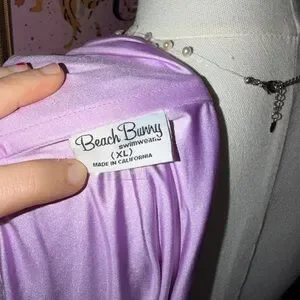 Beach Bunny
swimwear
(XL)
MADE IN CALIFORNIA